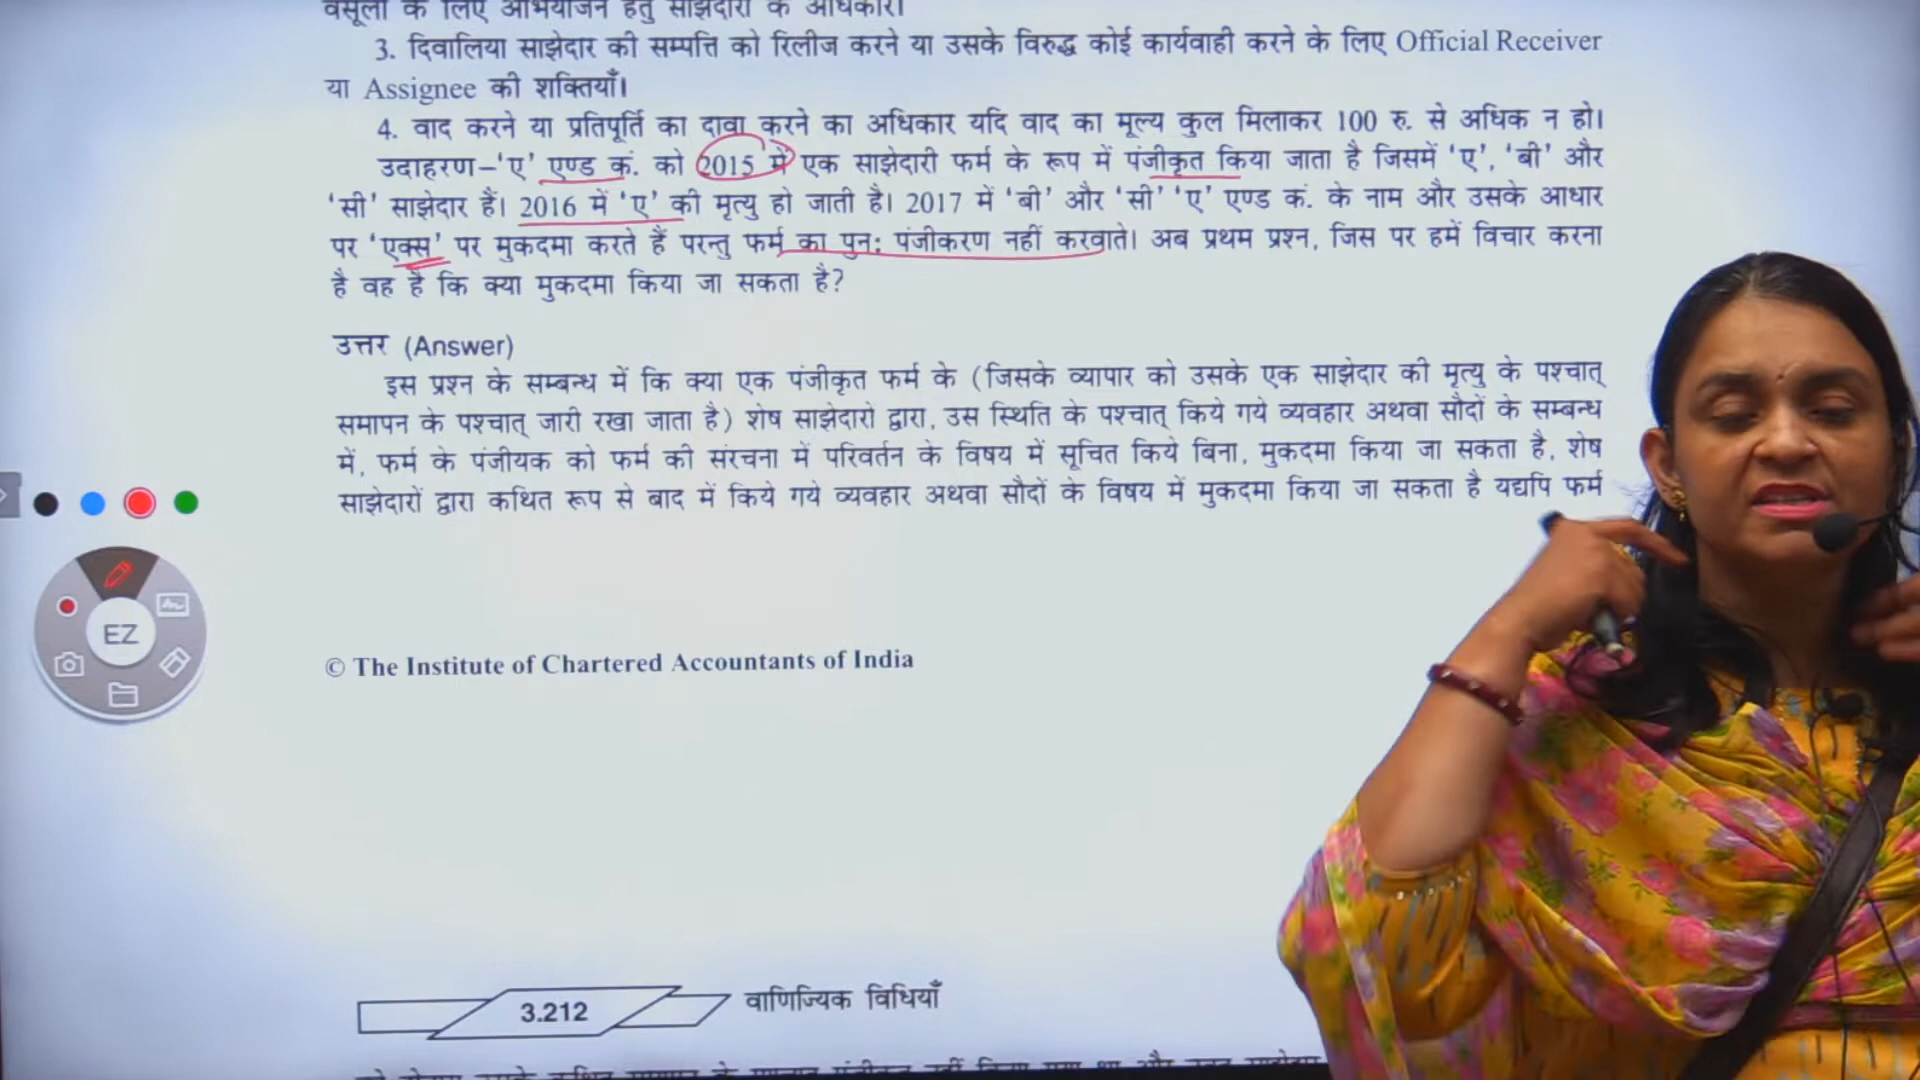 वसूली के लिए अभियोजन हेतु साझेदारों के अधिकार।
3. दिवालिया साझेदार की सम्पत्ति को रिलीज करने या उसके विरुद्ध कोई कार्यवाही करने के लिए Official Receiver
या Assignee की शक्तियाँ।
4. वाद करने या प्रतिपूर्ति का दावा करने का अधिकार यदि वाद का मूल्य कुल मिलाकर 100 रु. से अधिक न हो।
उदाहरण–'ए' एण्ड कं. को 2015 में एक साझेदारी फर्म के रूप में पंजीकृत किया जाता है जिसमें 'ए', 'बी' और
'सी' साझेदार हैं। 2016 में 'ए' की मृत्यु हो जाती है। 2017 में 'बी' और 'सी' 'ए' एण्ड कं. के नाम और उसके आधार
पर 'एक्स' पर मुकदमा करते हैं परन्तु फर्म का पुनः पंजीकरण नहीं करवाते। अब प्रथम प्रश्न, जिस पर हमें विचार करना
है वह है कि क्या मुकदमा किया जा सकता है?
उत्तर (Answer)
इस प्रश्न के सम्बन्ध में कि क्या एक पंजीकृत फर्म के (जिसके व्यापार को उसके एक साझेदार की मृत्यु के पश्चात्
समापन के पश्चात् जारी रखा जाता है) शेष साझेदारों द्वारा, उस स्थिति के पश्चात् किये गये व्यवहार अथवा सौदों के सम्बन्ध
में, फर्म के पंजीयक को फर्म की संरचना में परिवर्तन के विषय में सूचित किये बिना, मुकदमा किया जा सकता है, शेष
साझेदारों द्वारा कथित रूप से बाद में किये गये व्यवहार अथवा सौदों के विषय में मुकदमा किया जा सकता है यद्यपि फर्म
EZ
© The Institute of Chartered Accountants of India
3.212 वाणिज्यिक विधियाँ